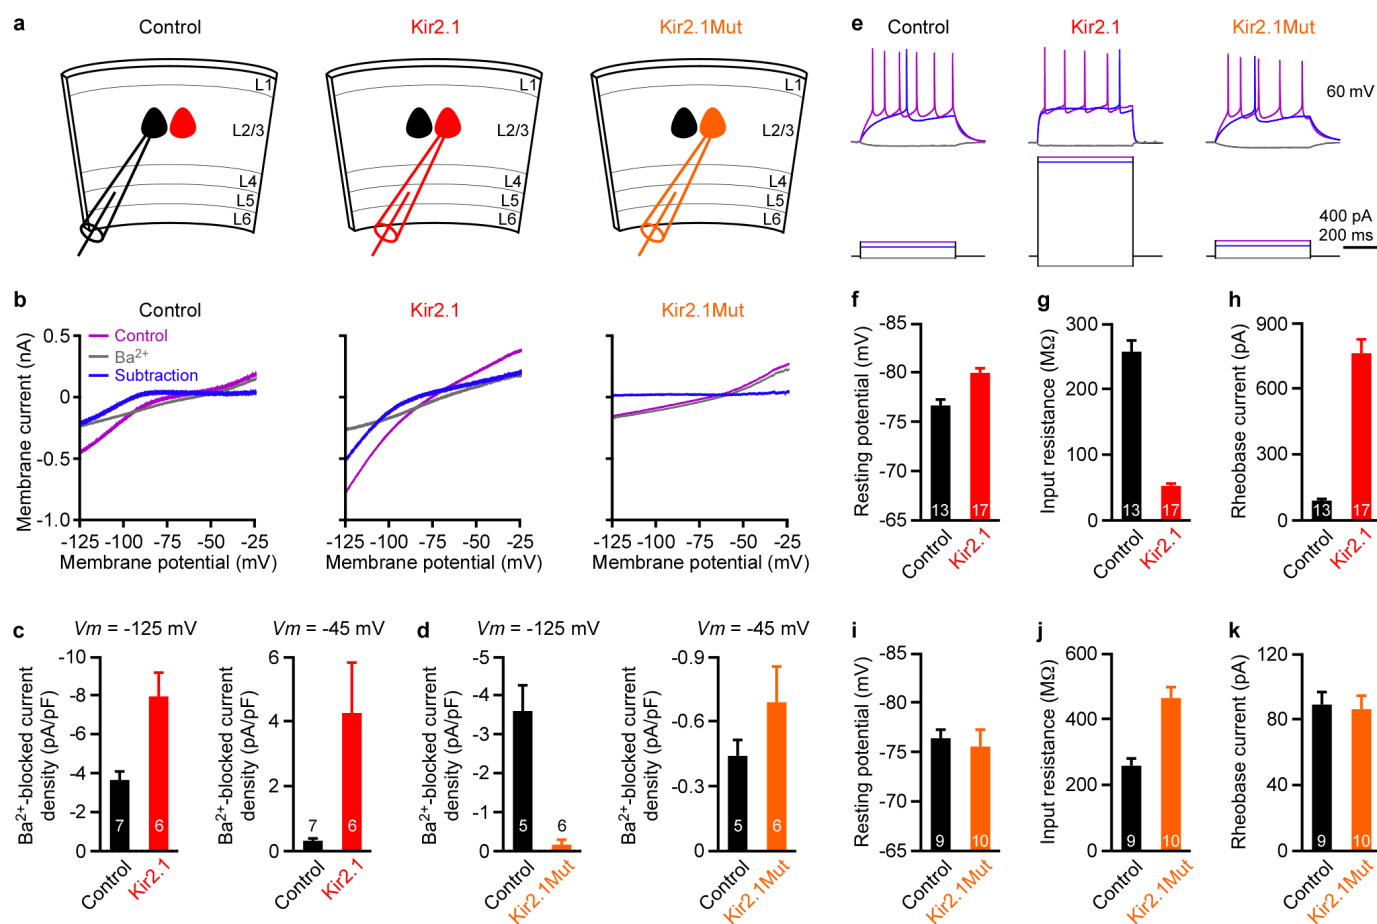 a
Control
Kir2.1
Kir2.1Mut
L1
L2/3
L4
L5
L6
L1
L2/3
L4
L5
L6
L1
L2/3
L4
L5
L6
b
Control
Kir2.1
Kir2.1Mut
Membrane current (nA)
0.5
0
-0.5
-1.0
Control
Ba²⁺
Subtraction
-125 -100 -75 -50 -25
Membrane potential (mV)
-125 -100 -75 -50 -25
Membrane potential (mV)
-125 -100 -75 -50 -25
Membrane potential (mV)
c
Vm = -125 mV
Ba²⁺-blocked current
density (pA/pF)
-10
-8
-6
-4
-2
0
7
6
Control
Kir2.1
Vm = -45 mV
Ba²⁺-blocked current
density (pA/pF)
6
4
2
0
7
6
Control
Kir2.1
d
Vm = -125 mV
Ba²⁺-blocked current
density (pA/pF)
-5
-4
-3
-2
-1
0
5
6
Control
Kir2.1Mut
Vm = -45 mV
Ba²⁺-blocked current
density (pA/pF)
-0.9
-0.6
-0.3
0
5
6
Control
Kir2.1Mut
e
Control
Kir2.1
Kir2.1Mut
60 mV
400 pA
200 ms
f
Resting potential (mV)
-85
-80
-75
-70
-65
13
17
Control
Kir2.1
g
Input resistance (MΩ)
300
200
100
0
13
17
Control
Kir2.1
h
Rheobase current (pA)
900
600
300
0
13
17
Control
Kir2.1
i
Resting potential (mV)
-85
-80
-75
-70
-65
9
10
Control
Kir2.1Mut
j
Input resistance (MΩ)
600
400
200
0
9
10
Control
Kir2.1Mut
k
Rheobase current (pA)
120
80
40
0
9
10
Control
Kir2.1Mut